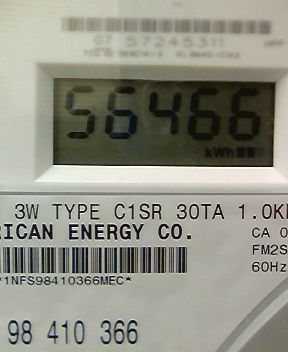 07 57245311
56466
kWh
3W TYPE C1SR 30TA 1.0K
RICAN ENERGY CO.
CA 0
FM2S
60Hz
*1NFS98410366MEC*
98 410 366